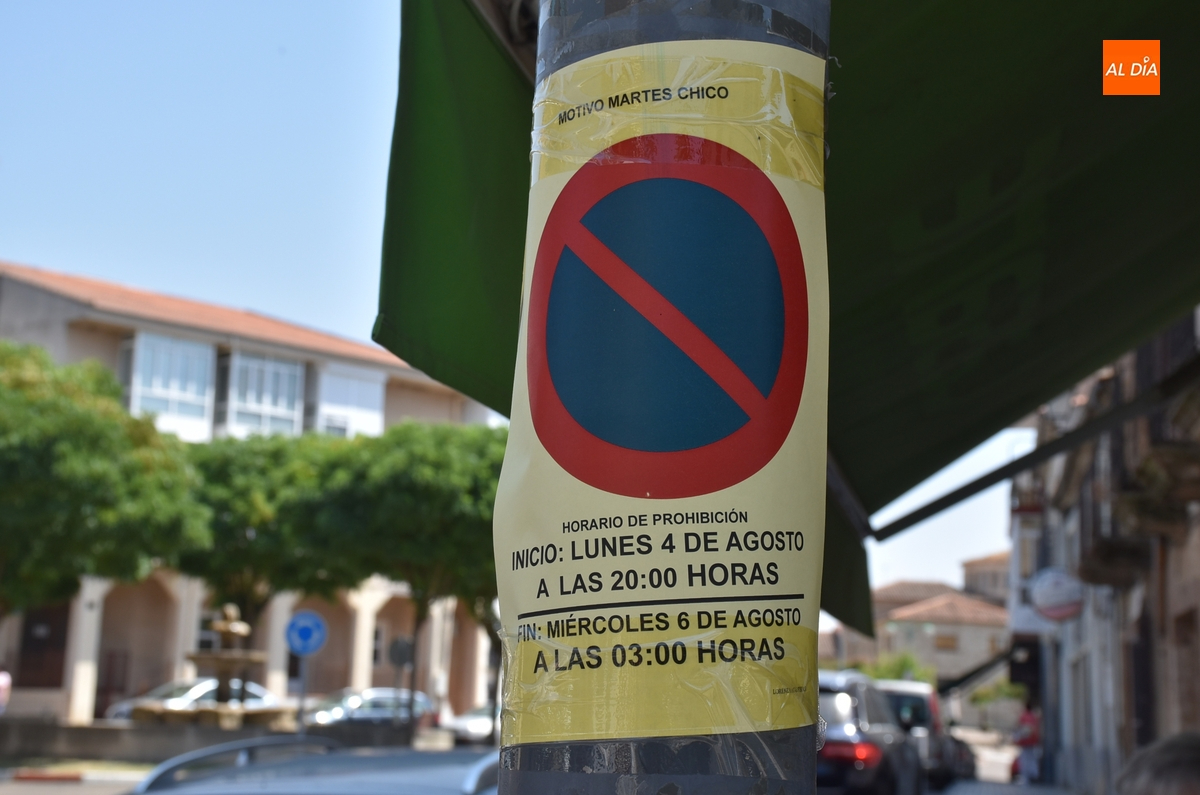 AL DÍA
MOTIVO MARTES CHICO
HORARIO DE PROHIBICIÓN
INICIO: LUNES 4 DE AGOSTO
A LAS 20:00 HORAS
FIN: MIÉRCOLES 6 DE AGOSTO
A LAS 03:00 HORAS